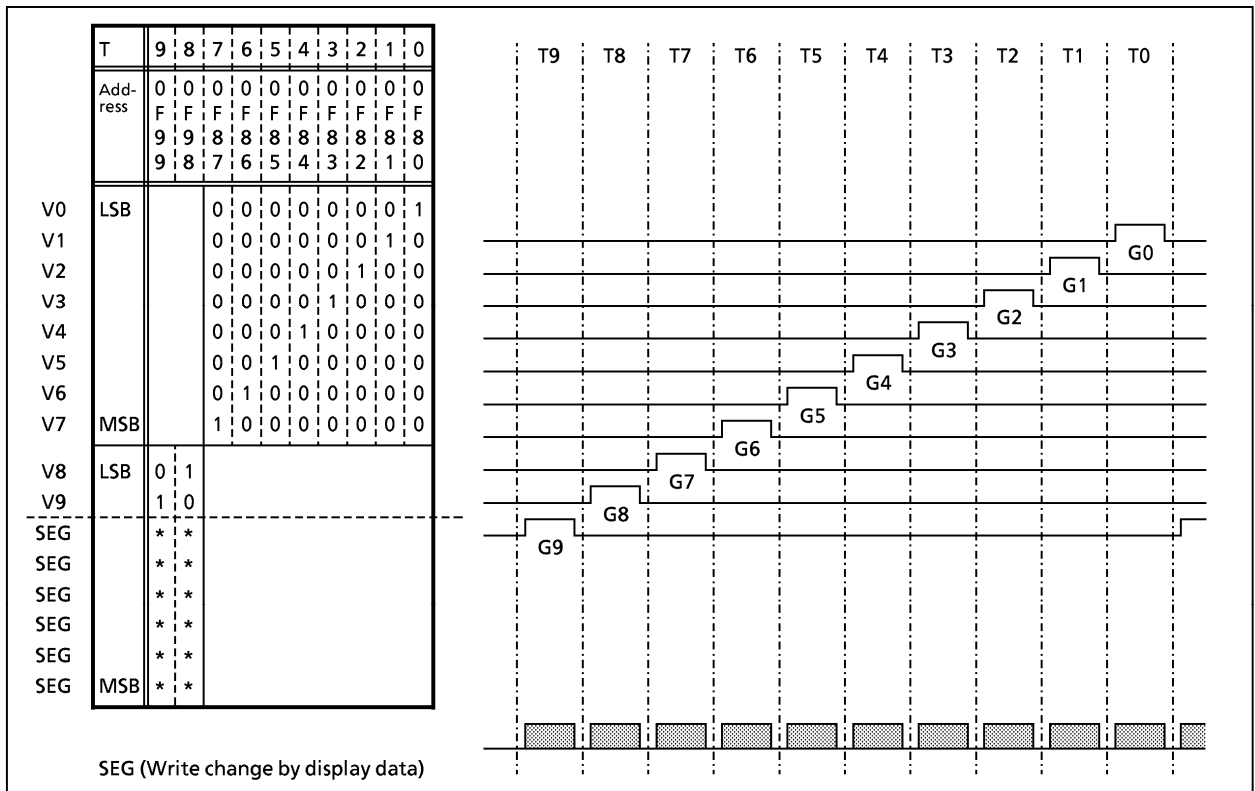 T 9 8 7 6 5 4 3 2 1 0
Add-
ress
0 0 0 0 0 0 0 0 0 0
F F F F F F F F F F
9 9 8 8 8 8 8 8 8 8
9 8 7 6 5 4 3 2 1 0
V0 LSB 0 0 0 0 0 0 0 1
V1 0 0 0 0 0 0 1 0
V2 0 0 0 0 0 1 0 0
V3 0 0 0 0 1 0 0 0
V4 0 0 0 1 0 0 0 0
V5 0 0 1 0 0 0 0 0
V6 0 1 0 0 0 0 0 0
V7 MSB 1 0 0 0 0 0 0 0
V8 LSB 0 1
V9 1 0
SEG * *
SEG * *
SEG * *
SEG * *
SEG * *
SEG MSB * *
SEG (Write change by display data)
T9 T8 T7 T6 T5 T4 T3 T2 T1 T0
G0
G1
G2
G3
G4
G5
G6
G7
G8
G9